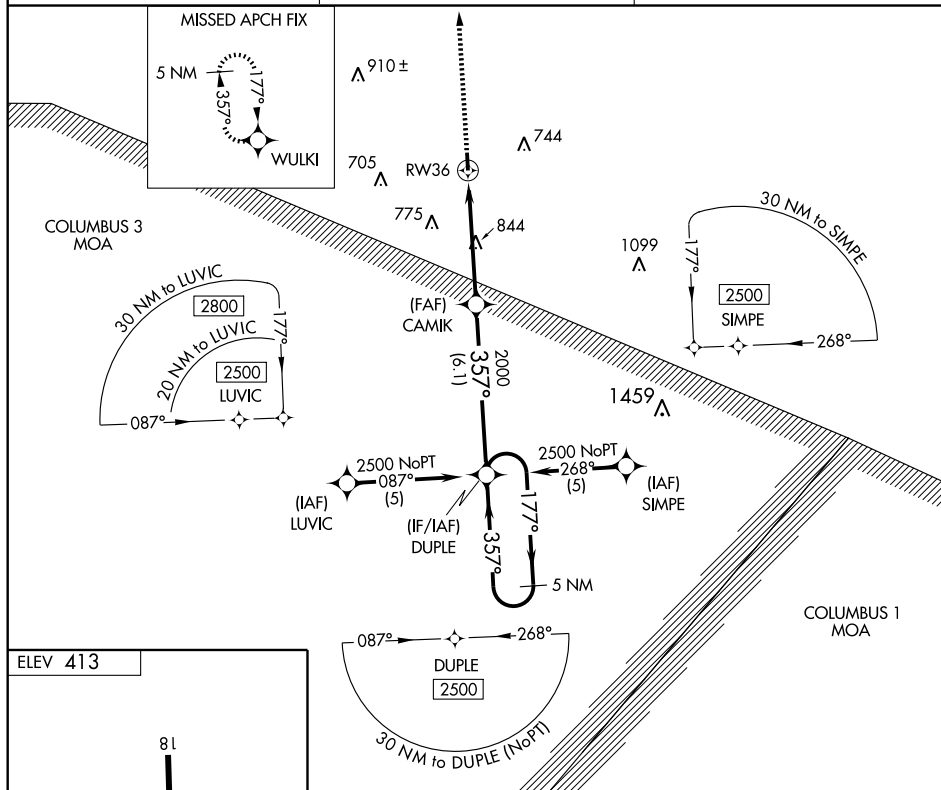 MISSED APCH FIX
5 NM
177°
357°
WULKI
910 ±
744
705
RW36
775
844
1099
COLUMBUS 3
MOA
30 NM to LUVIC
2800
177°
20 NM to LUVIC
2500
LUVIC
087°
(FAF)
CAMIK
30 NM to SIMPE
177°
2500
SIMPE
268°
2000
357°
(6.1)
1459
2500 NoPT
087°
(5)
(IAF)
LUVIC
(IF/IAF)
DUPLE
2500 NoPT
268°
(5)
(IAF)
SIMPE
177°
357°
5 NM
COLUMBUS 1
MOA
087°
268°
DUPLE
2500
30 NM to DUPLE (NoPT)
ELEV 413
18